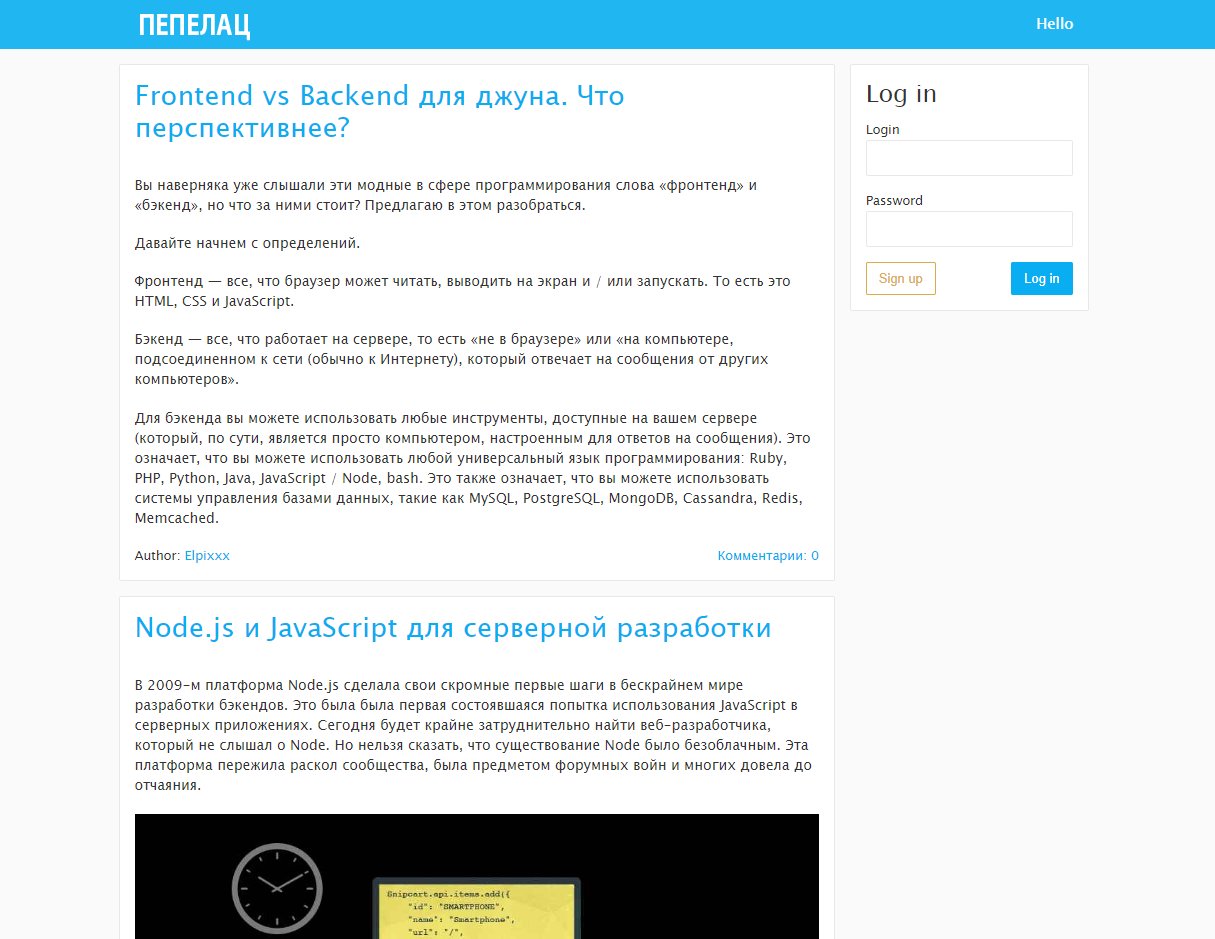 ПЕПЕЛАЦ
Hello
Frontend vs Backend для джуна. Что
перспективнее?
Вы наверняка уже слышали эти модные в сфере программирования слова «фронтенд» и
«бэкенд», но что за ними стоит? Предлагаю в этом разобраться.
Давайте начнем с определений.
Фронтенд — все, что браузер может читать, выводить на экран и / или запускать. То есть это
HTML, CSS и JavaScript.
Бэкенд — все, что работает на сервере, то есть «не в браузере» или «на компьютере,
подсоединенном к сети (обычно к Интернету), который отвечает на сообщения от других
компьютеров».
Для бэкенда вы можете использовать любые инструменты, доступные на вашем сервере
(который, по сути, является просто компьютером, настроенным для ответов на сообщения). Это
означает, что вы можете использовать любой универсальный язык программирования: Ruby,
PHP, Python, Java, JavaScript / Node, bash. Это также означает, что вы можете использовать
системы управления базами данных, такие как MySQL, PostgreSQL, MongoDB, Cassandra, Redis,
Memcached.
Author: Elpixxx
Комментарии: 0
Node.js и JavaScript для серверной разработки
В 2009-м платформа Node.js сделала свои скромные первые шаги в бескрайнем мире
разработки бэкендов. Это была была первая состоявшаяся попытка использования JavaScript в
серверных приложениях. Сегодня будет крайне затруднительно найти веб-разработчика,
который не слышал о Node. Но нельзя сказать, что существование Node было безоблачным. Эта
платформа пережила раскол сообщества, была предметом форумных войн и многих довела до
отчаяния.
Snipcart.api.items.add({
"id": "SMARTPHONE",
"name": "Smartphone",
"url": "/",
Log in
Login
Password
Sign up
Log in